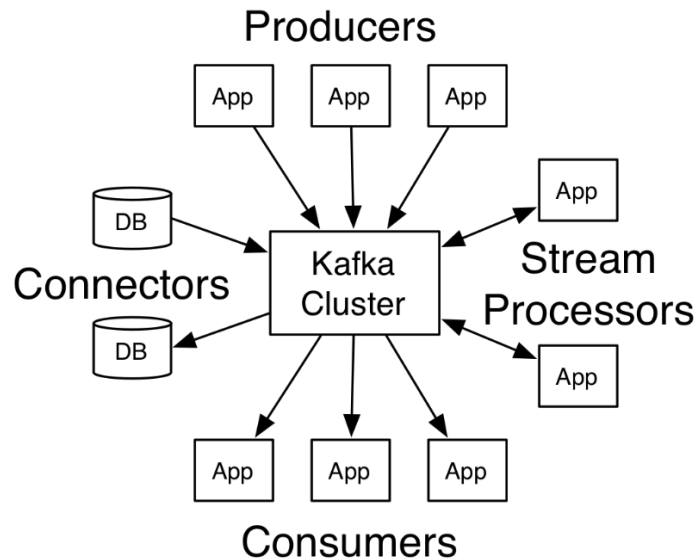 Producers
App
App
App
DB
App
Connectors
Kafka
Cluster
Stream
Processors
DB
App
App
App
App
Consumers